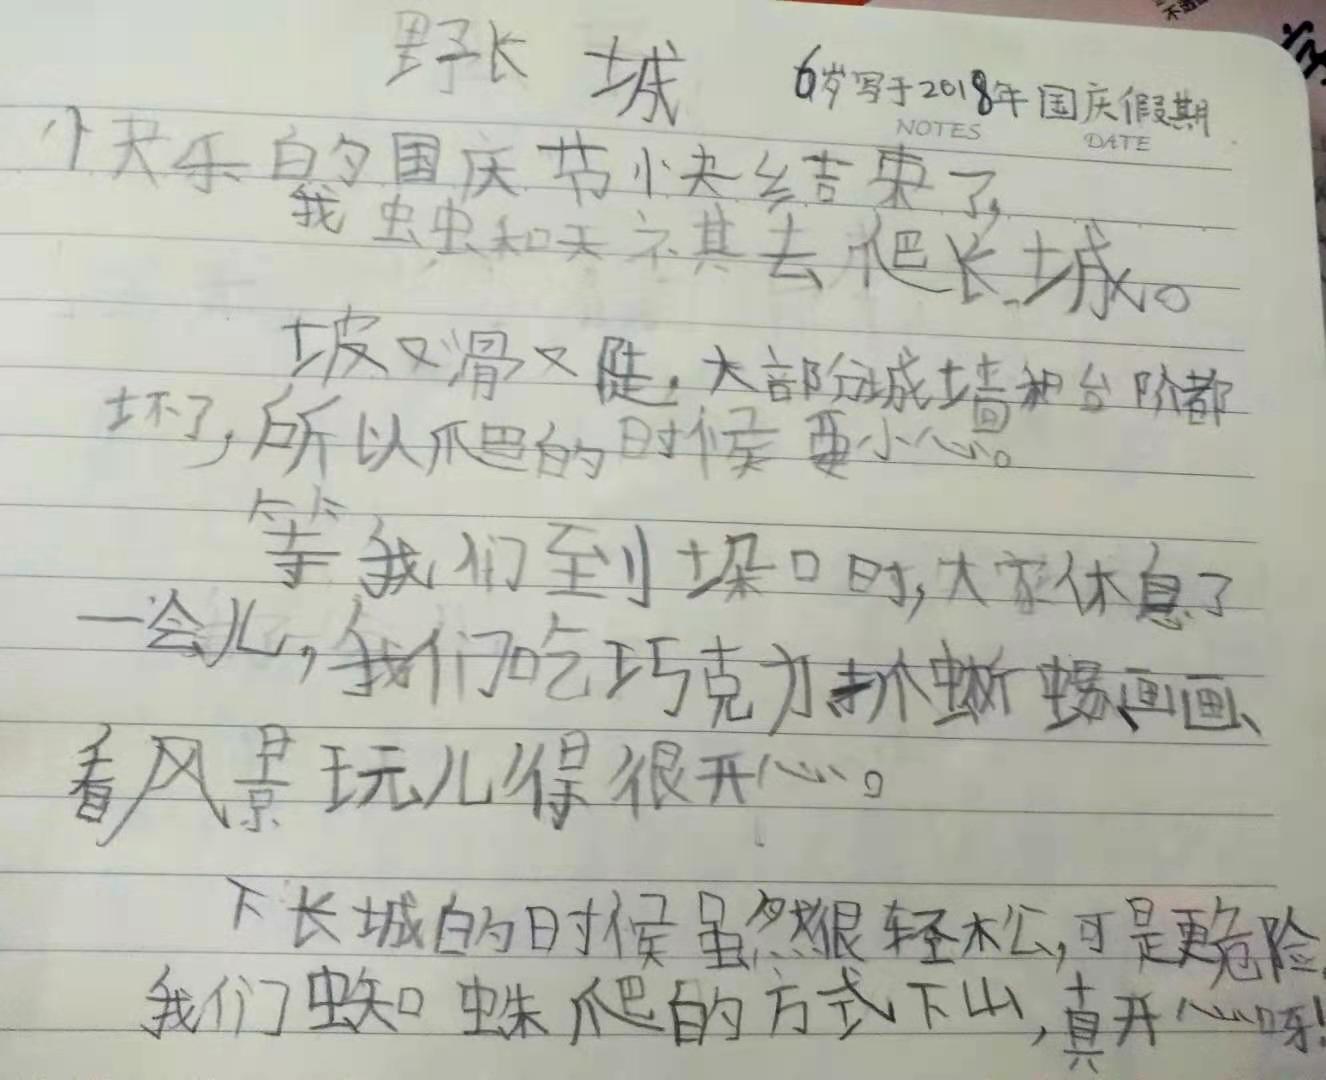 野长城
6岁写于2018年国庆假期
NOTES
DATE
快乐的国庆节快结束了,
我虫虫和天祺去爬长城。
坡又滑又陡,大部分城墙和台阶都
坏了,所以爬的时候要小心。
等我们到垛口时,大家休息了
一会儿,我们吃巧克力抓蜥蜴、画画、
看风景玩儿得很开心。
下长城的时候虽然很轻松,可是更危险,
我们蜘蛛爬的方式下山,真开心呀!